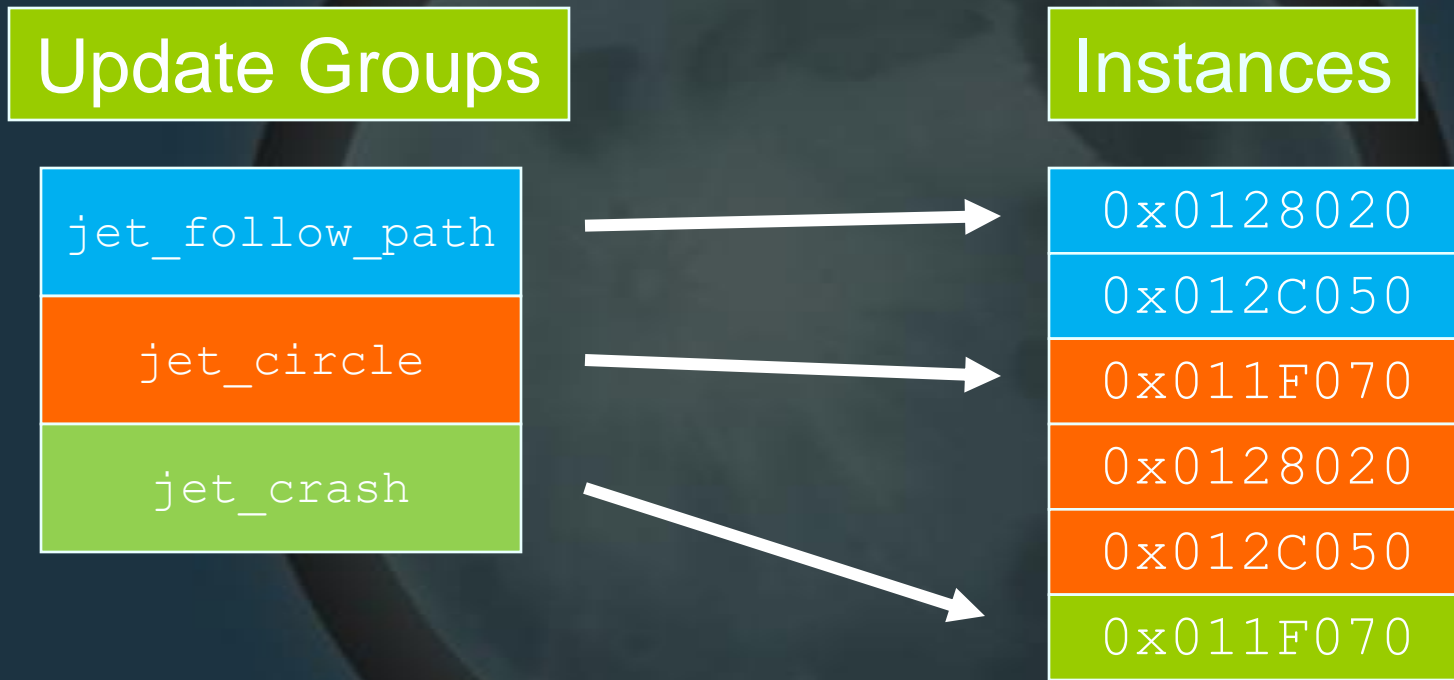 Update Groups
Instances
jet_follow_path
jet_circle
jet_crash
0x0128020
0x012C050
0x011F070
0x0128020
0x012C050
0x011F070